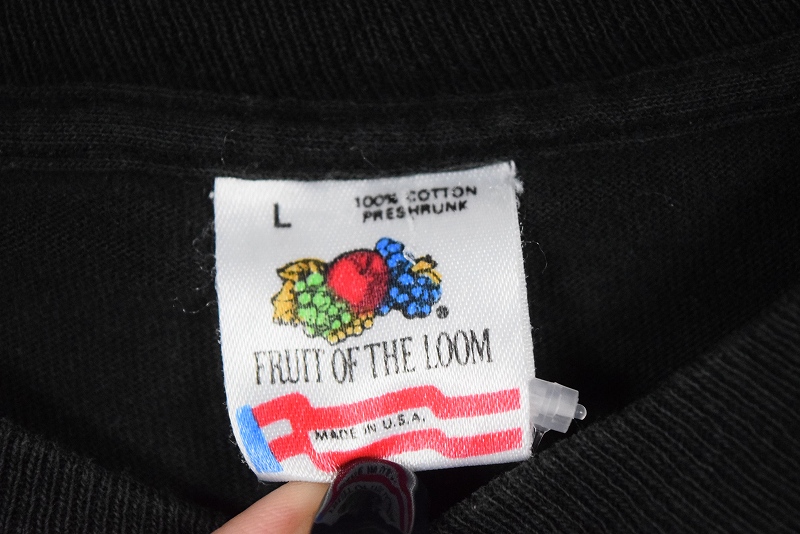 L
100% COTTON
PRESHRUNK
®
FRUIT OF THE LOOM
MADE IN U.S.A.